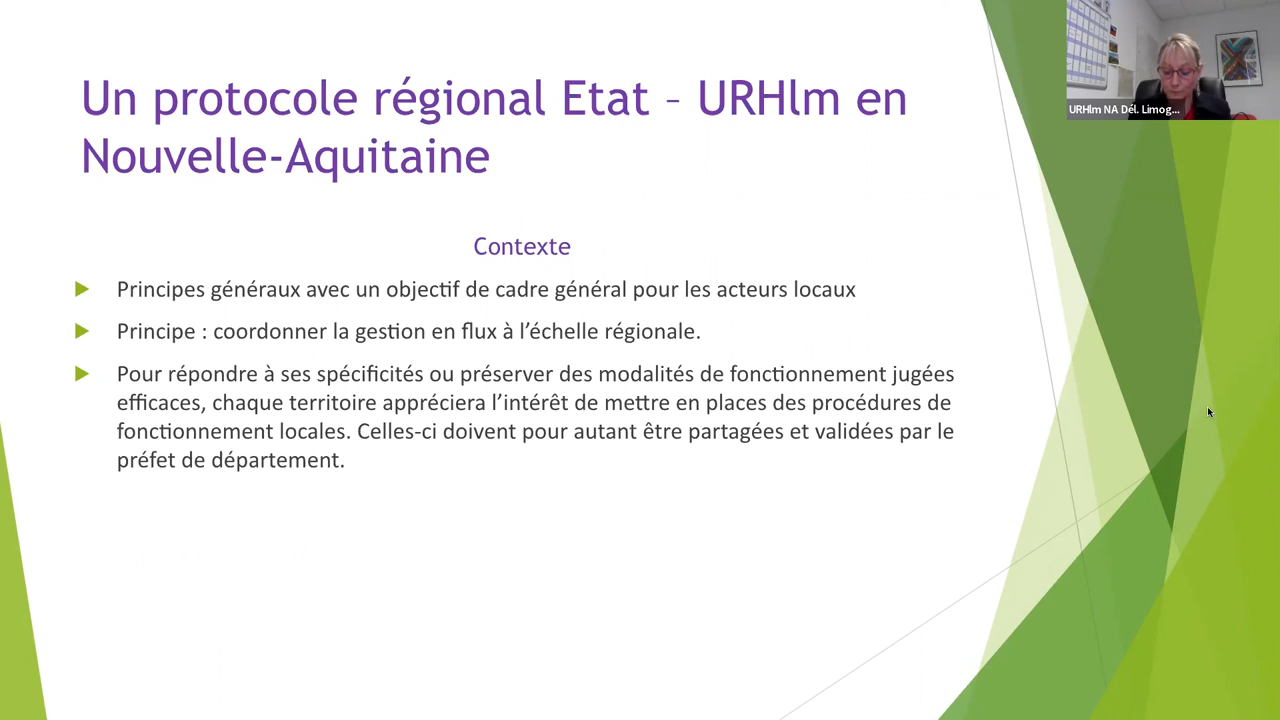 Un protocole régional Etat – URHlm en
Nouvelle-Aquitaine
URHlm NA Dél. Limog...
Contexte
Principes généraux avec un objectif de cadre général pour les acteurs locaux
Principe : coordonner la gestion en flux à l’échelle régionale.
Pour répondre à ses spécificités ou préserver des modalités de fonctionnement jugées
efficaces, chaque territoire appréciera l’intérêt de mettre en places des procédures de
fonctionnement locales. Celles-ci doivent pour autant être partagées et validées par le
préfet de département.